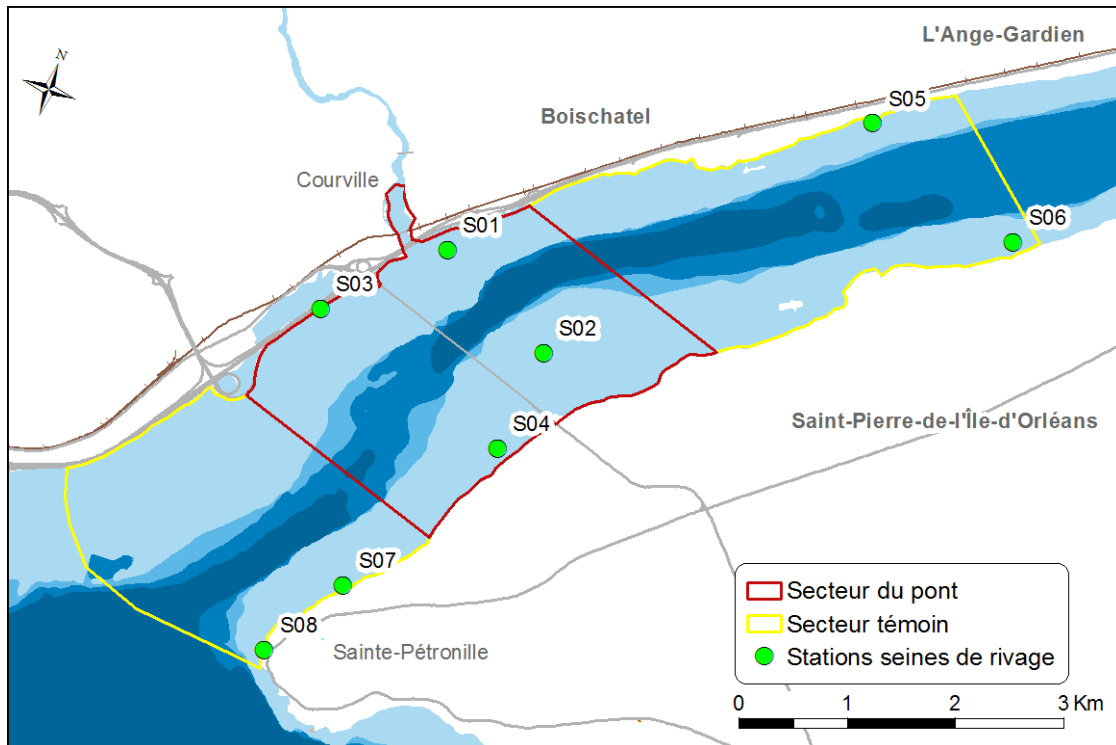 L'Ange-Gardien
N
Boischatel
S05
Courville
S01
S06
S03
S02
Saint-Pierre-de-l'Île-d'Orléans
S04
S07
S08
Sainte-Pétronille
Secteur du pont
Secteur témoin
Stations seines de rivage
0 1 2 3 Km